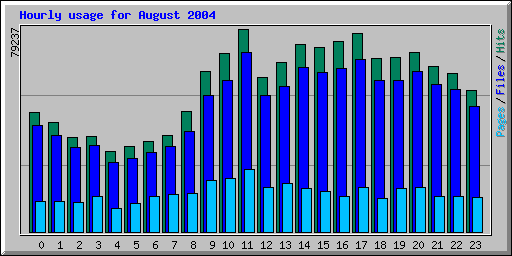 Hourly usage for August 2004
79237
Pages / Files / Hits
0 1 2 3 4 5 6 7 8 9 10 11 12 13 14 15 16 17 18 19 20 21 22 23